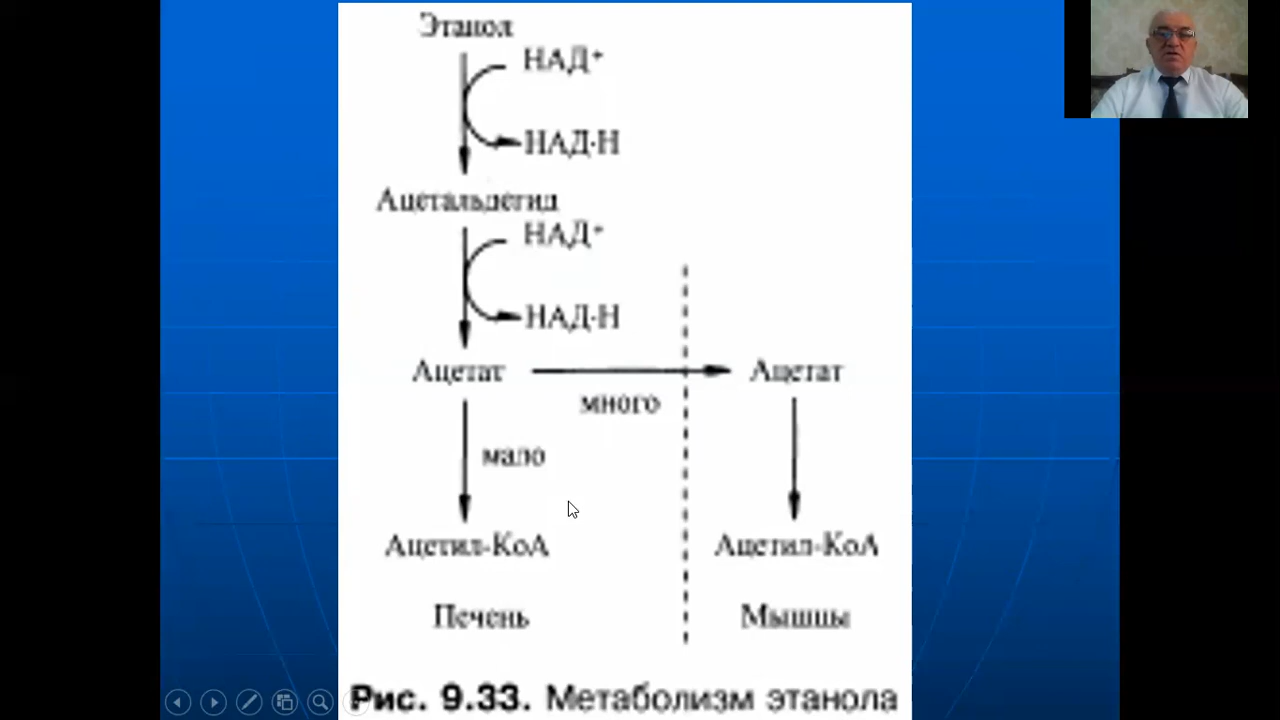 Этанол
НАД⁺
НАД·Н
Ацетальдегид
НАД⁺
НАД·Н
Ацетат
много
Ацетат
мало
Ацетил-КоА
Ацетил-КоА
Печень
Мышцы
Рис. 9.33. Метаболизм этанола